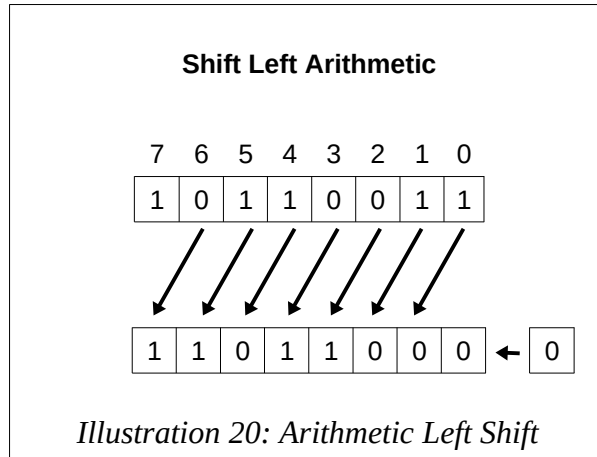 Shift Left Arithmetic
7 6 5 4 3 2 1 0
1 0 1 1 0 0 1 1
1 1 0 1 1 0 0 0 0
Illustration 20: Arithmetic Left Shift